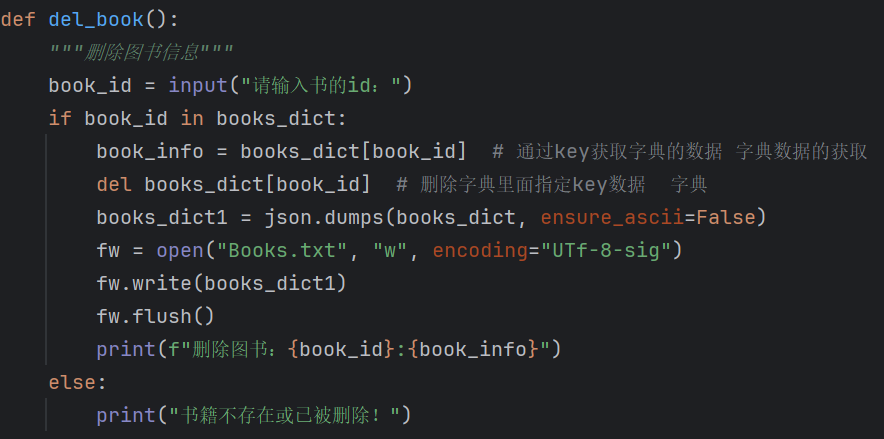 def del_book():
    """删除图书信息"""
    book_id = input("请输入书的id：")
    if book_id in books_dict:
        book_info = books_dict[book_id]  # 通过key获取字典的数据 字典数据的获取
        del books_dict[book_id]  # 删除字典里面指定key数据  字典
        books_dict1 = json.dumps(books_dict, ensure_ascii=False)
        fw = open("Books.txt", "w", encoding="UTf-8-sig")
        fw.write(books_dict1)
        fw.flush()
        print(f"删除图书：{book_id}:{book_info}")
    else:
        print("书籍不存在或已被删除！")